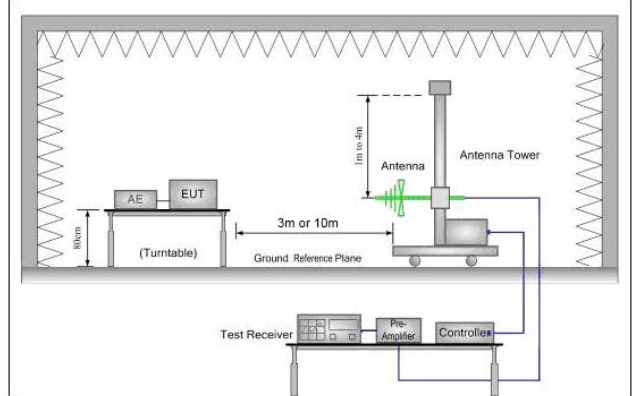 1m to 4m
Antenna
Antenna Tower
AE
EUT
80cm
(Turntable)
3m or 10m
Ground Reference Plane
Test Receiver
Pre-
Amplifier
Controller